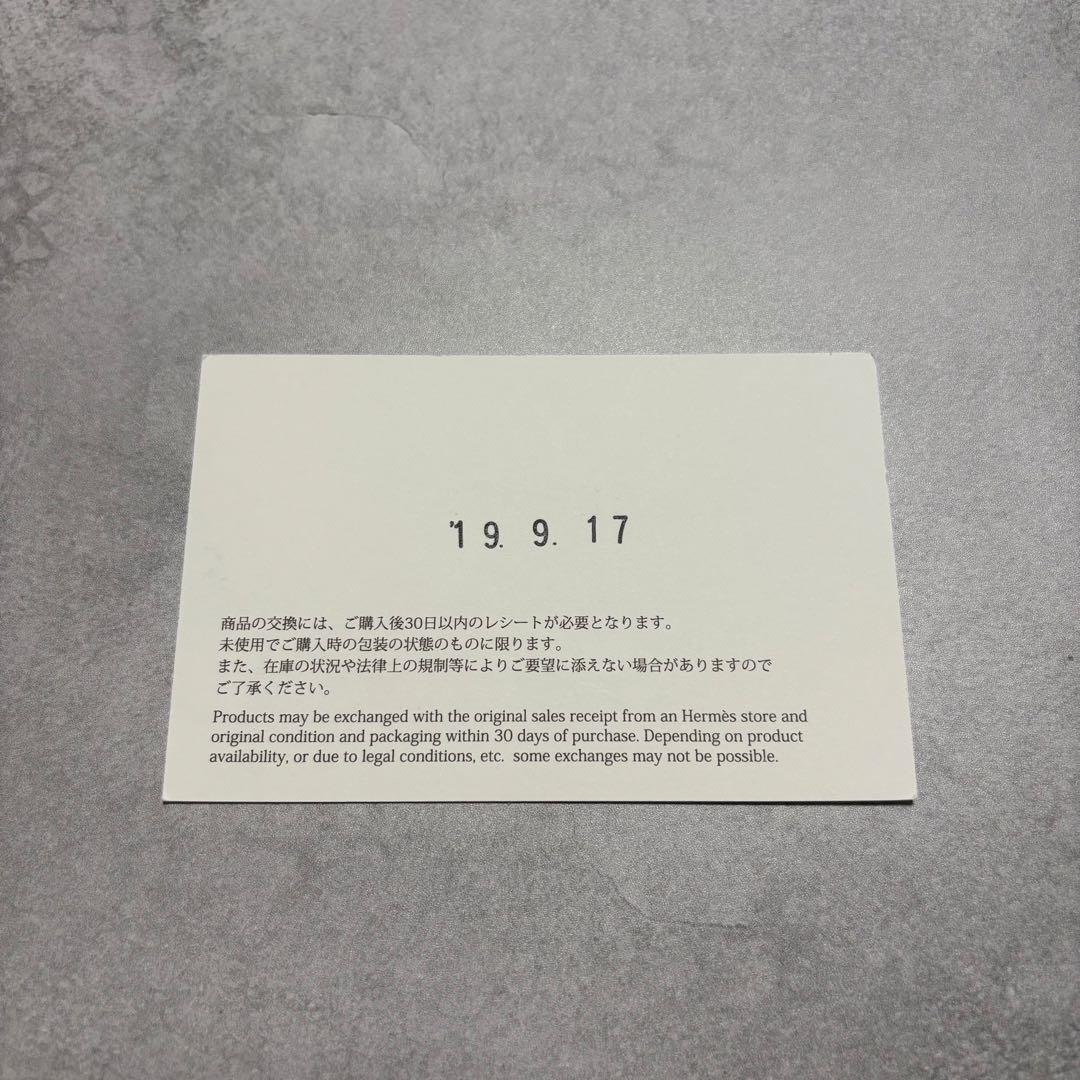 '19. 9. 17
商品の交換には、ご購入後30日以内のレシートが必要となります。
未使用でご購入時の包装の状態のものに限ります。
また、在庫の状況や法律上の規制等によりご要望に添えない場合がありますので
ご了承ください。
Products may be exchanged with the original sales receipt from an Hermès store and
original condition and packaging within 30 days of purchase. Depending on product
availability, or due to legal conditions, etc. some exchanges may not be possible.